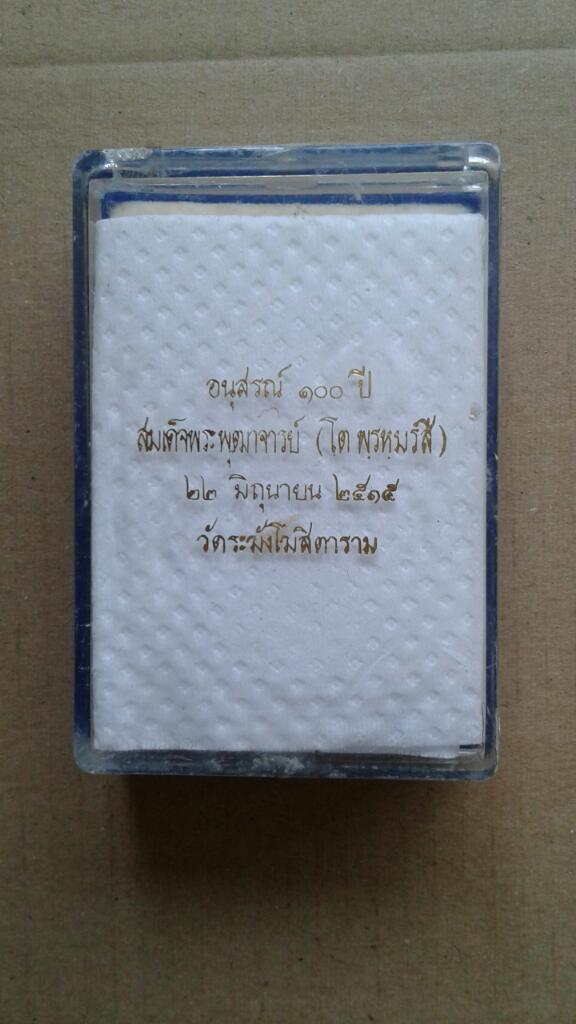 อนุสรณ์ ๑๐๐ ปี
สมเด็จพระพุฒาจารย์ (โต พฺรหฺมรํสี)
๒๒ มิถุนายน ๒๕๑๕
วัดระฆังโฆสิตาราม